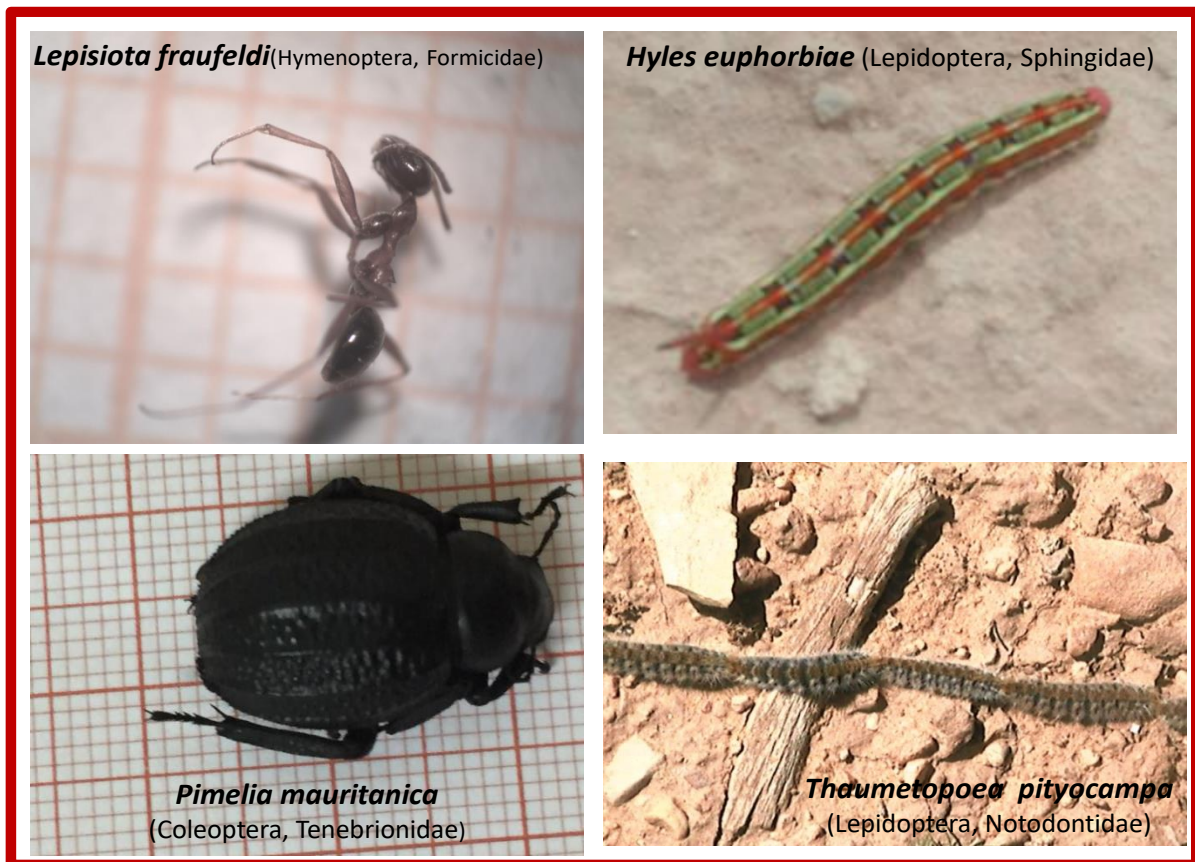 Lepisiota fraufeldi(Hymenoptera, Formicidae)
Hyles euphorbiae (Lepidoptera, Sphingidae)
Pimelia mauritanica
(Coleoptera, Tenebrionidae)
Thaumetopoea pityocampa
(Lepidoptera, Notodontidae)